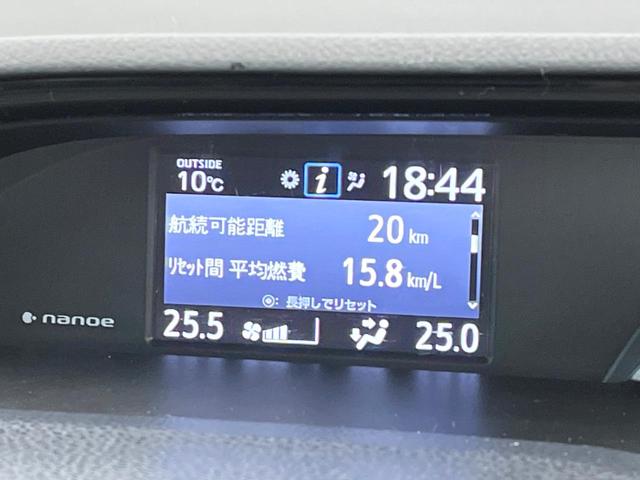 OUTSIDE
10℃
i
18:44
航続可能距離 20 km
ﾘｾｯﾄ間 平均燃費 15.8 km/L
◎: 長押しでリセット
nanoe
25.5
25.0